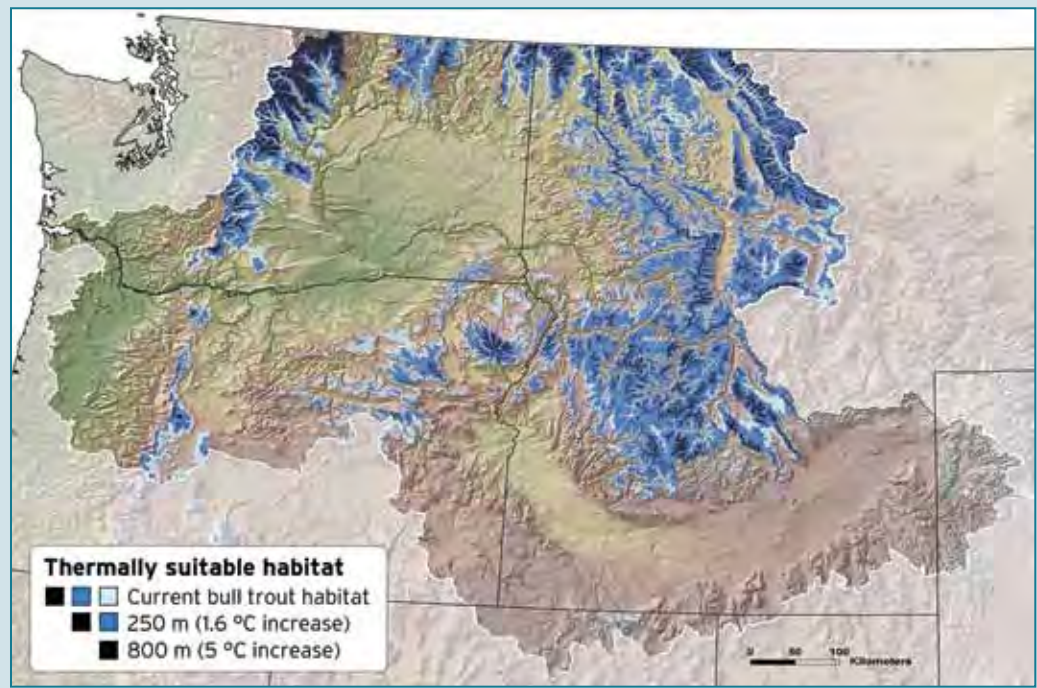 Thermally suitable habitat
Current bull trout habitat
250 m (1.6 °C increase)
800 m (5 °C increase)
0 50 100
Kilometers